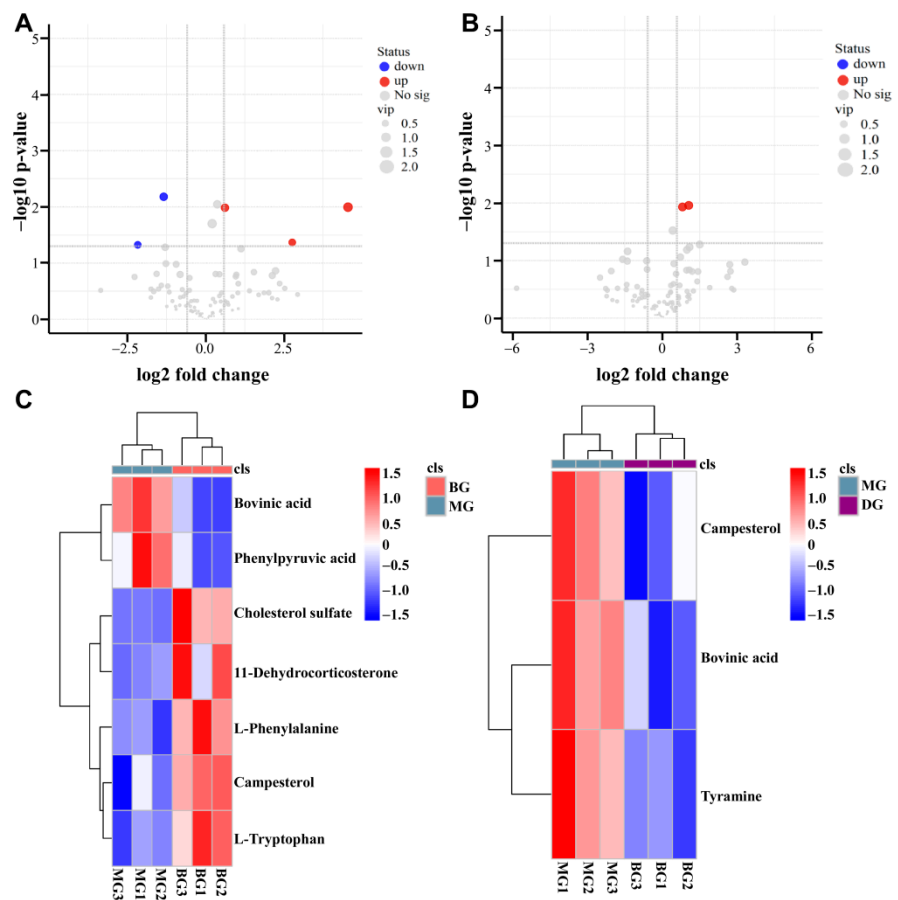 A
5
4
3
2
1
0
−log10 p-value
−2.5
0.0
2.5
log2 fold change
Status
down
up
No sig
vip
0.5
1.0
1.5
2.0
B
5
4
3
2
1
0
−log10 p-value
−6
−3
0
3
6
log2 fold change
Status
down
up
No sig
vip
0.5
1.0
1.5
2.0
C
cls
Bovinic acid
Phenylpyruvic acid
Cholesterol sulfate
11-Dehydrocorticosterone
L-Phenylalanine
Campesterol
L-Tryptophan
MG3
MG1
MG2
BG3
BG1
BG2
1.5
1.0
0.5
0
−0.5
−1.0
−1.5
cls
BG
MG
D
cls
Campesterol
Bovinic acid
Tyramine
MG1
MG2
MG3
BG3
BG1
BG2
1.5
1.0
0.5
0
−0.5
−1.0
−1.5
cls
MG
DG